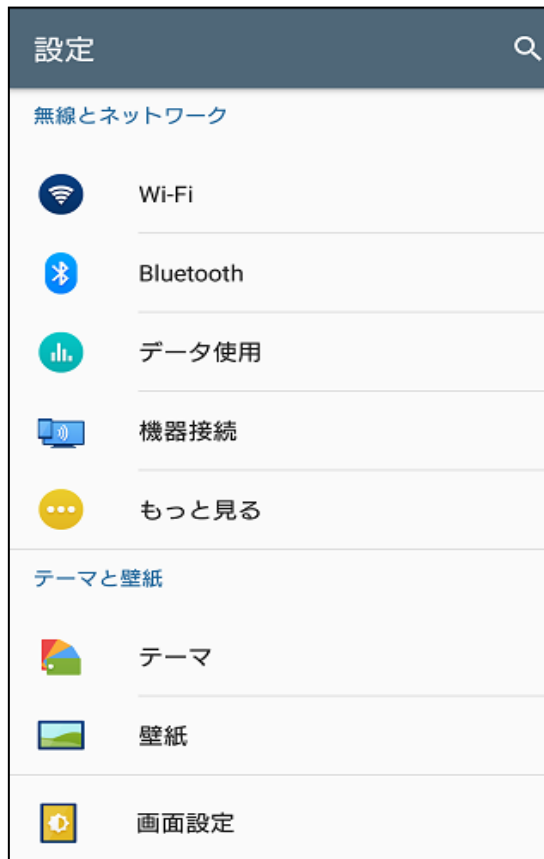 設定
無線とネットワーク
Wi-Fi
Bluetooth
データ使用
機器接続
もっと見る
テーマと壁紙
テーマ
壁紙
画面設定